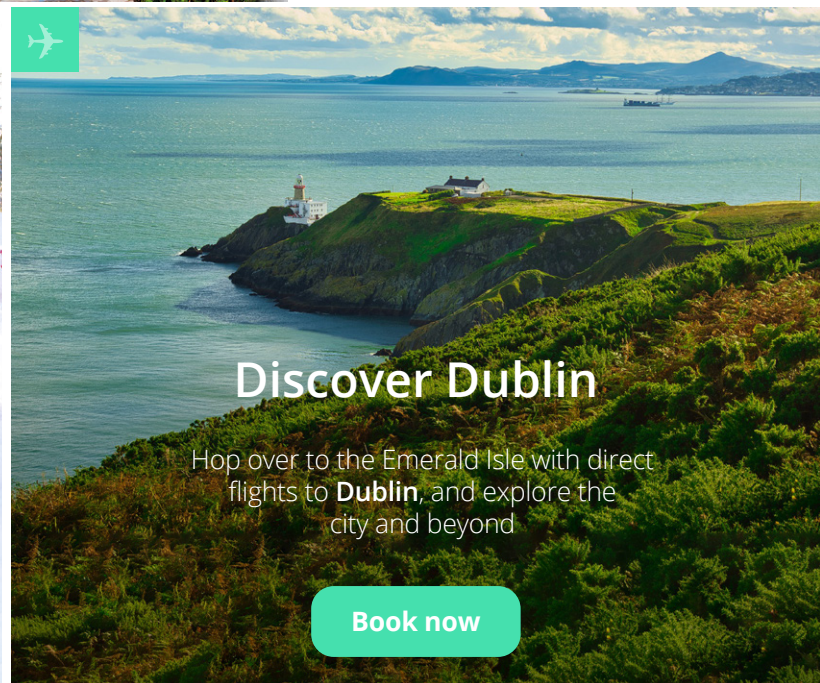 Discover Dublin
Hop over to the Emerald Isle with direct
flights to Dublin, and explore the
city and beyond
Book now